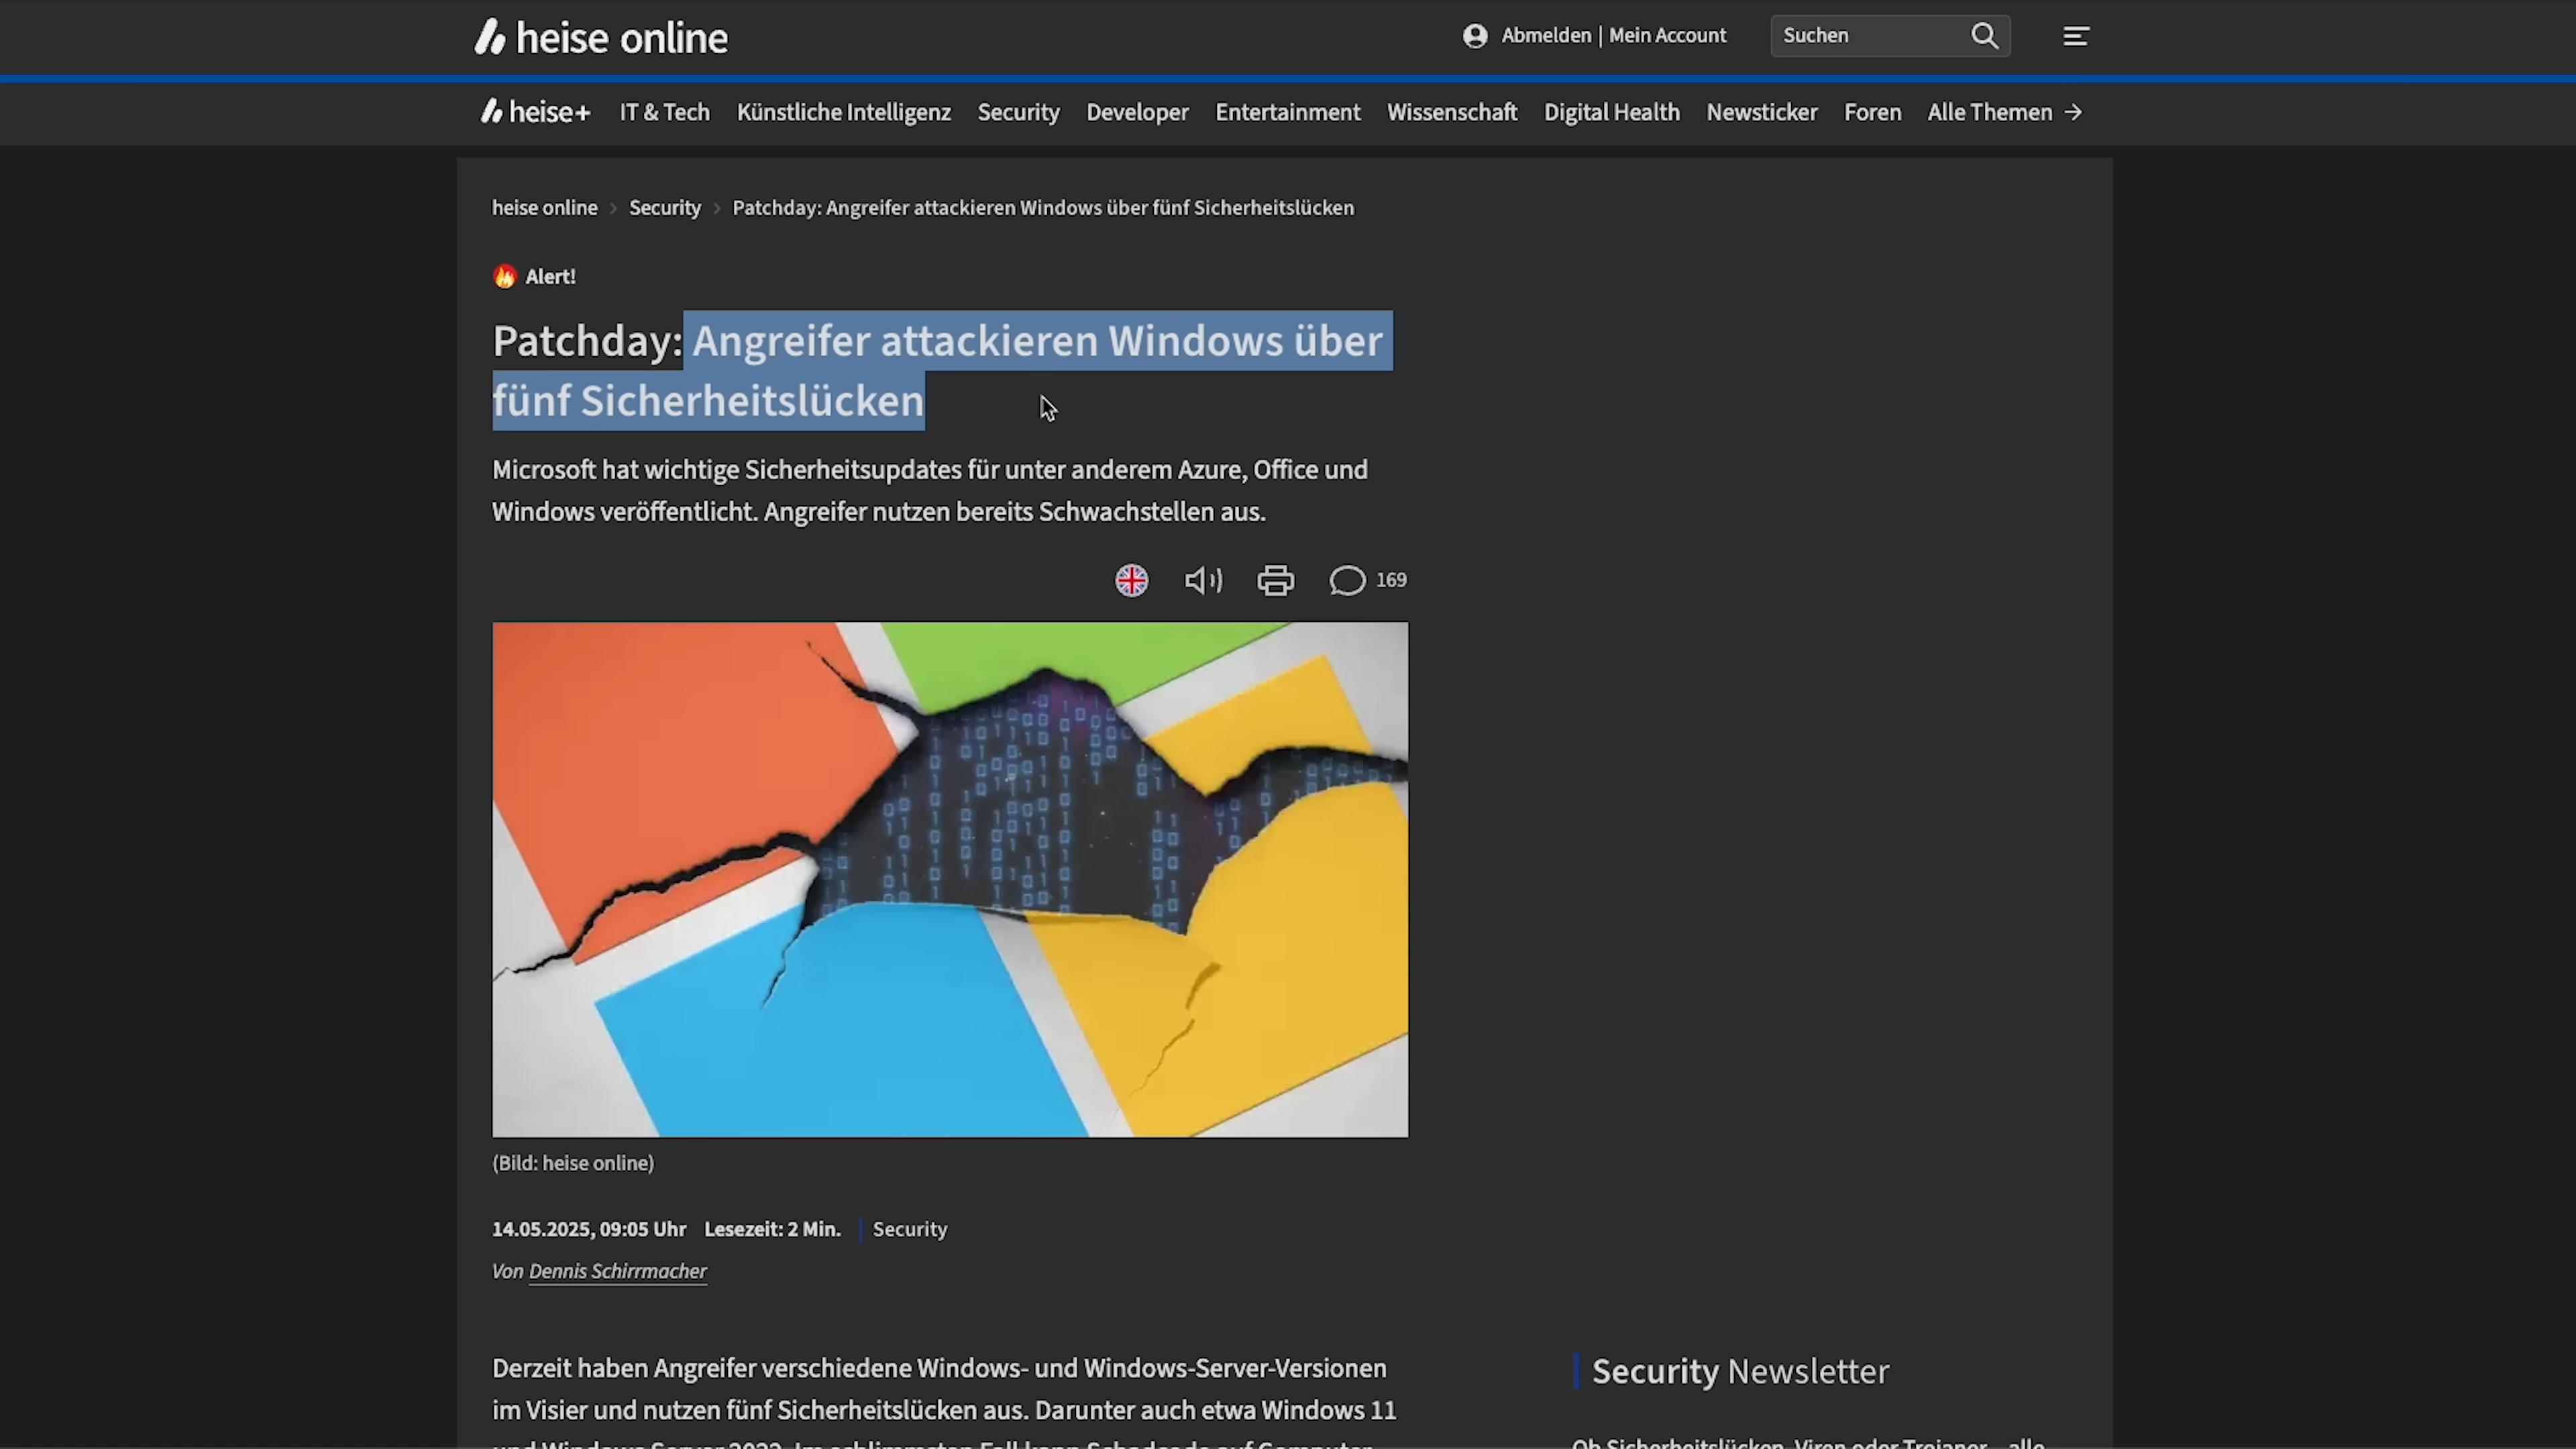 heise online
Abmelden | Mein Account
Suchen
heise+ IT & Tech Künstliche Intelligenz Security Developer Entertainment Wissenschaft Digital Health Newsticker Foren Alle Themen →
heise online > Security > Patchday: Angreifer attackieren Windows über fünf Sicherheitslücken
Alert!
Patchday: Angreifer attackieren Windows über
fünf Sicherheitslücken
Microsoft hat wichtige Sicherheitsupdates für unter anderem Azure, Office und
Windows veröffentlicht. Angreifer nutzen bereits Schwachstellen aus.
169
(Bild: heise online)
14.05.2025, 09:05 Uhr Lesezeit: 2 Min. Security
Von Dennis Schirrmacher
Derzeit haben Angreifer verschiedene Windows- und Windows-Server-Versionen
im Visier und nutzen fünf Sicherheitslücken aus. Darunter auch etwa Windows 11
Security Newsletter